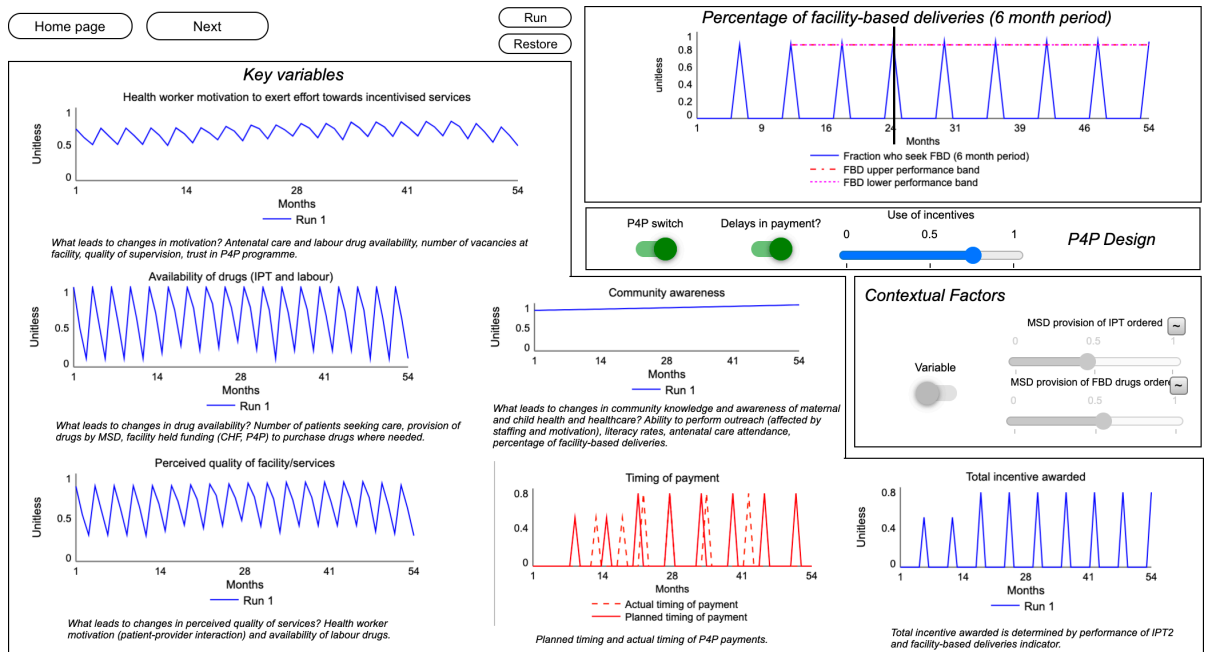 Home page
Next
Run
Restore
Key variables
Health worker motivation to exert effort towards incentivised services
Unitless
1
0.5
0
1
14
28
41
54
Months
Run 1
What leads to changes in motivation? Antenatal care and labour drug availability, number of vacancies at
facility, quality of supervision, trust in P4P programme.
Availability of drugs (IPT and labour)
Unitless
1
0.5
0
1
14
28
41
54
Months
Run 1
What leads to changes in drug availability? Number of patients seeking care, provision of
drugs by MSD, facility held funding (CHF, P4P) to purchase drugs where needed.
Perceived quality of facility/services
Unitless
1
0.5
0
1
14
28
41
54
Months
Run 1
What leads to changes in perceived quality of services? Health worker
motivation (patient-provider interaction) and availability of labour drugs.
Community awareness
Unitless
1
0.5
0
1
14
28
41
54
Months
Run 1
What leads to changes in community knowledge and awareness of maternal
and child health and healthcare? Ability to perform outreach (affected by
staffing and motivation), literacy rates, antenatal care attendance,
percentage of facility-based deliveries.
Timing of payment
0.8
0.4
0
1
14
28
41
54
Months
Actual timing of payment
Planned timing of payment
Planned timing and actual timing of P4P payments.
Percentage of facility-based deliveries (6 month period)
unitless
1
0.8
0.6
0.4
0.2
0
1
9
16
24
31
39
46
54
Months
Fraction who seek FBD (6 month period)
FBD upper performance band
FBD lower performance band
P4P switch
Delays in payment?
Use of incentives
0
0.5
1
P4P Design
Contextual Factors
Variable
MSD provision of IPT ordered
~
0
0.5
1
MSD provision of FBD drugs ordere
~
0
0.5
1
Total incentive awarded
Unitless
0.8
0.4
0
1
14
28
41
54
Months
Run 1
Total incentive awarded is determined by performance of IPT2
and facility-based deliveries indicator.